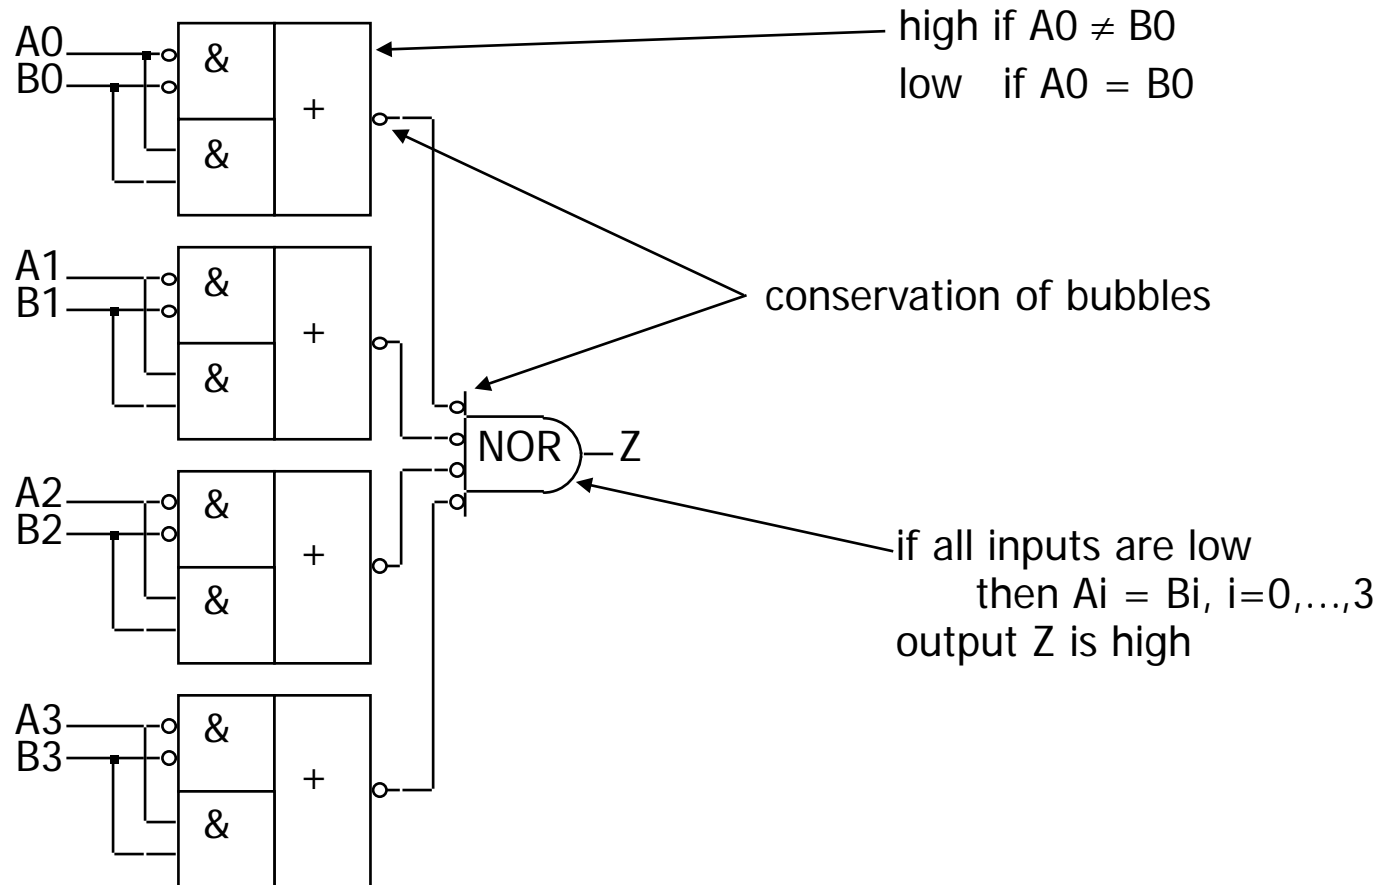 A0
B0
&
&
+
high if A0 ≠ B0
low if A0 = B0
A1
B1
&
&
+
conservation of bubbles
NOR
Z
A2
B2
&
&
+
if all inputs are low
then Ai = Bi, i=0,...,3
output Z is high
A3
B3
&
&
+